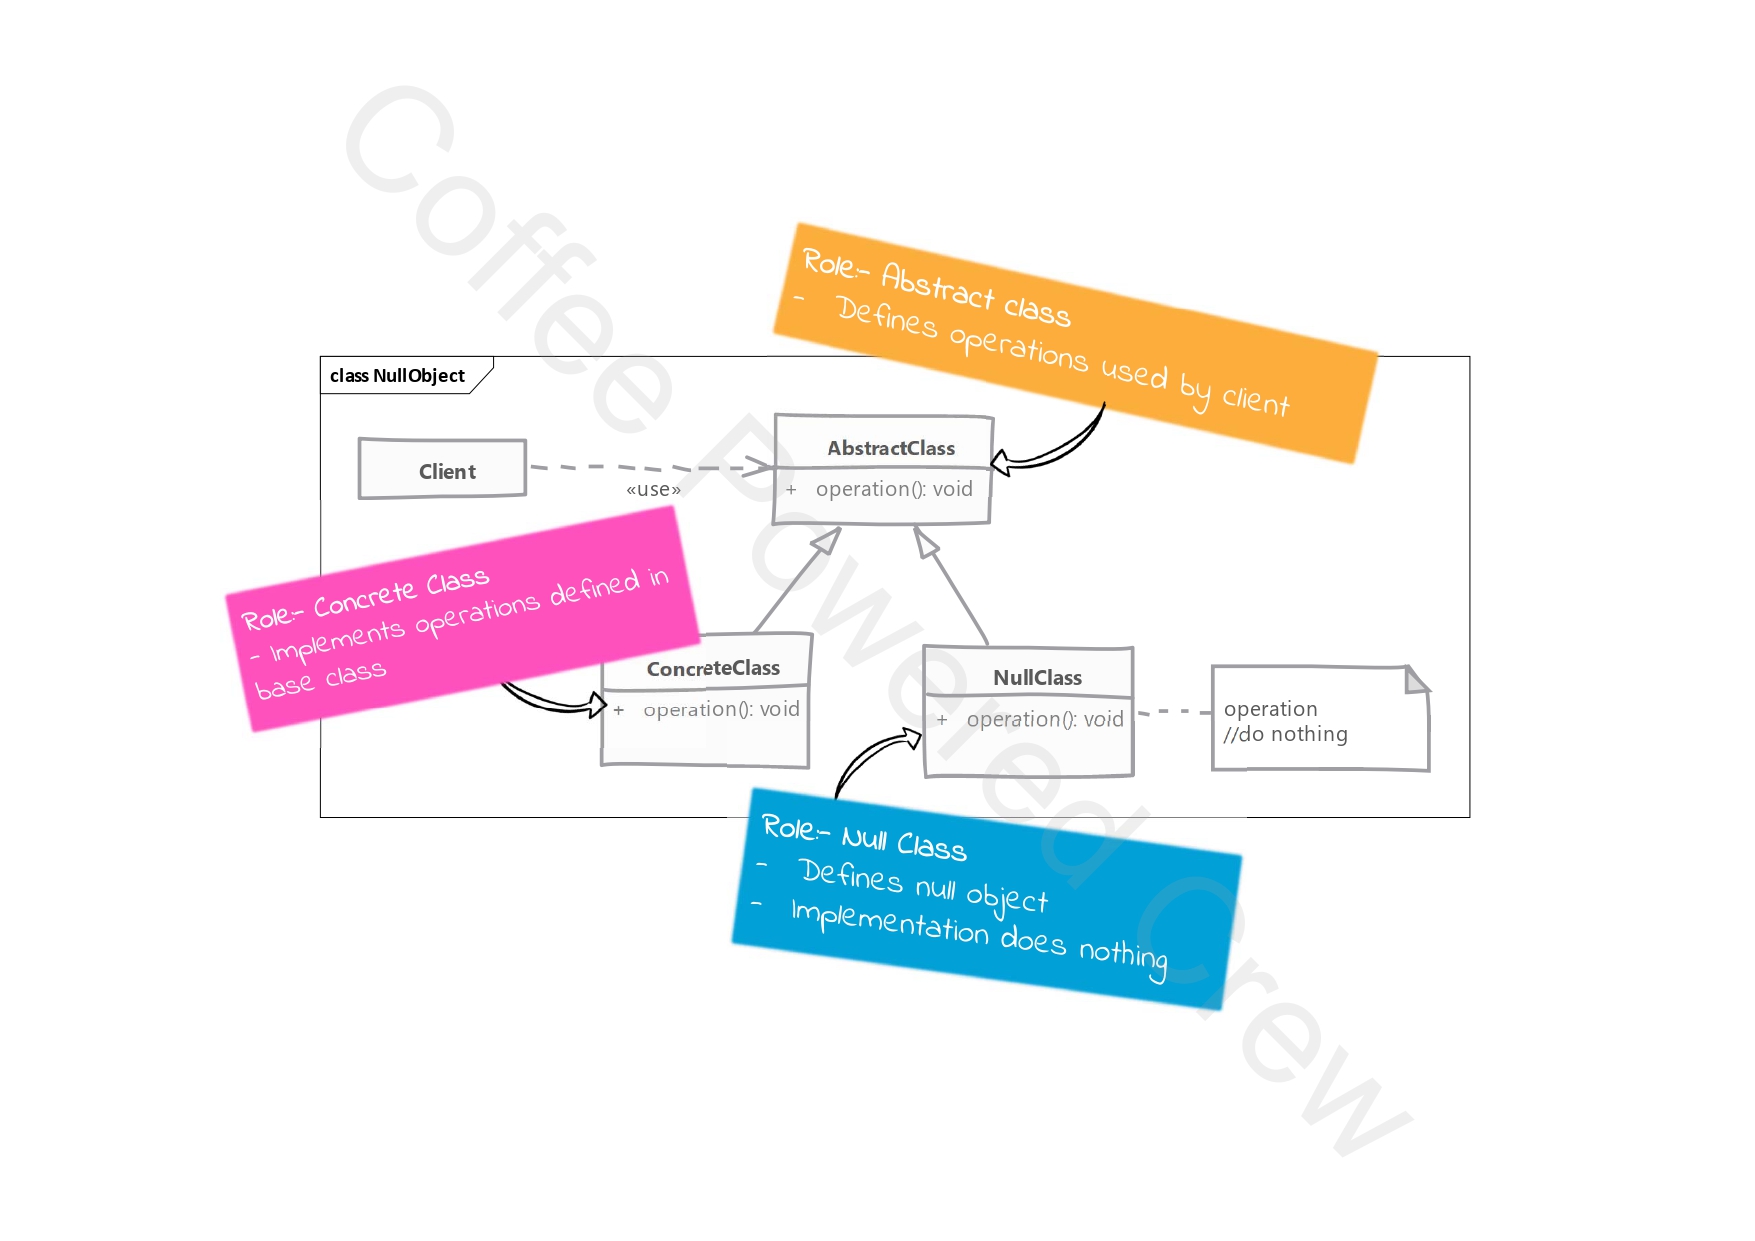 Coffee Powered Crew
Role:- Abstract class
- Defines operations used by client
class NullObject
Client
«use»
AbstractClass
+ operation(): void
Role:- Concrete Class
- Implements operations defined in
base class
ConcreteClass
+ operation(): void
NullClass
+ operation(): void
operation
//do nothing
Role:- Null Class
- Defines null object
- Implementation does nothing